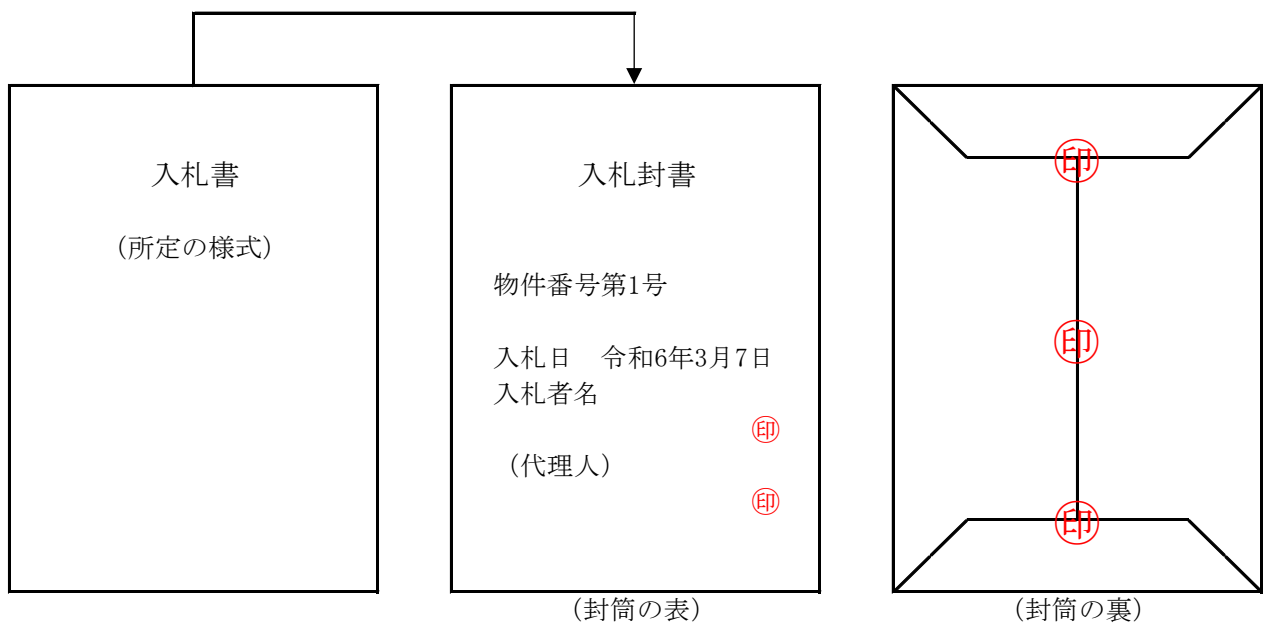 入札書
（所定の様式）
入札封書
物件番号第1号
入札日　令和6年3月7日
入札者名
㊞
（代理人）
㊞
（封筒の表）
㊞
㊞
㊞
（封筒の裏）